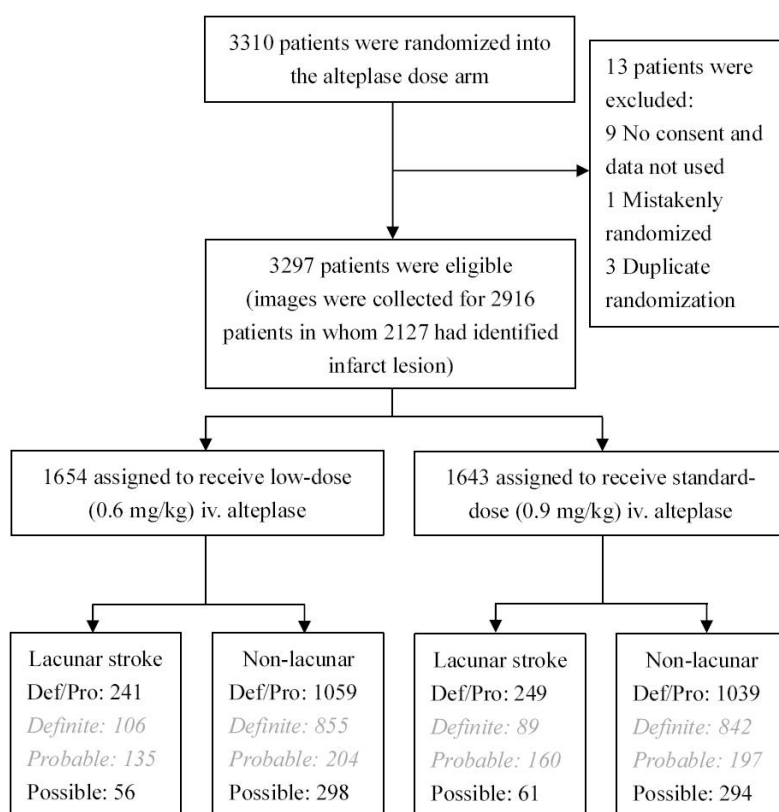 3310 patients were randomized into
the alteplase dose arm
13 patients were
excluded:
9 No consent and
data not used
1 Mistakenly
randomized
3 Duplicate
randomization
3297 patients were eligible
(images were collected for 2916
patients in whom 2127 had identified
infarct lesion)
1654 assigned to receive low-dose
(0.6 mg/kg) iv. alteplase
1643 assigned to receive standard-
dose (0.9 mg/kg) iv. alteplase
Lacunar stroke
Def/Pro: 241
Definite: 106
Probable: 135
Possible: 56
Non-lacunar
Def/Pro: 1059
Definite: 855
Probable: 204
Possible: 298
Lacunar stroke
Def/Pro: 249
Definite: 89
Probable: 160
Possible: 61
Non-lacunar
Def/Pro: 1039
Definite: 842
Probable: 197
Possible: 294